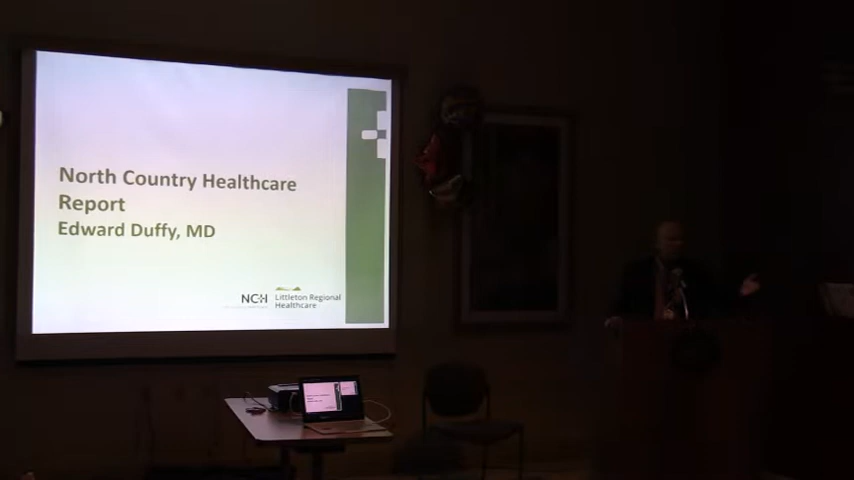 North Country Healthcare
Report
Edward Duffy, MD
NCH
Littleton Regional
Healthcare